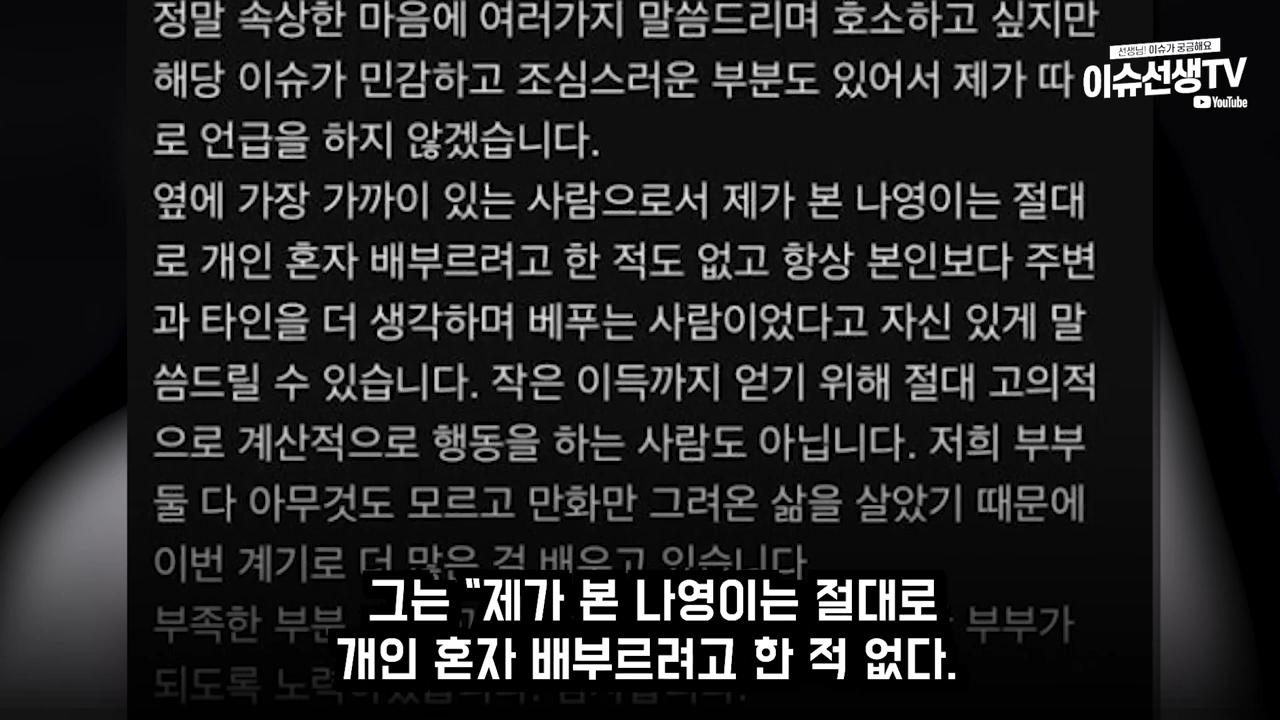 정말 속상한 마음에 여러가지 말씀드리며 호소하고 싶지만
해당 이슈가 민감하고 조심스러운 부분도 있어서 제가 따
로 언급을 하지 않겠습니다.
옆에 가장 가까이 있는 사람으로서 제가 본 나영이는 절대
로 개인 혼자 배부르려고 한 적도 없고 항상 본인보다 주변
과 타인을 더 생각하며 베푸는 사람이었다고 자신 있게 말
씀드릴 수 있습니다. 작은 이득까지 얻기 위해 절대 고의적
으로 계산적으로 행동을 하는 사람도 아닙니다. 저희 부부
둘 다 아무것도 모르고 만화만 그려온 삶을 살았기 때문에
이번 계기로 더 많은 걸 배우고 있습니다
부족한 부분 부부가
되도록
그는 “제가 본 나영이는 절대로
개인 혼자 배부르려고 한 적 없다.
선생님! 이슈가 궁금해요
이슈선생TV
YouTube